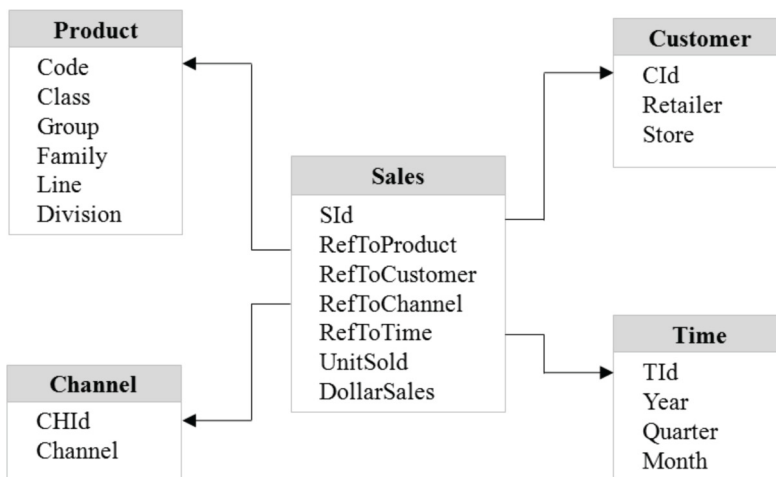 Product
Code
Class
Group
Family
Line
Division
Customer
CId
Retailer
Store
Sales
SId
RefToProduct
RefToCustomer
RefToChannel
RefToTime
UnitSold
DollarSales
Channel
CHId
Channel
Time
TId
Year
Quarter
Month